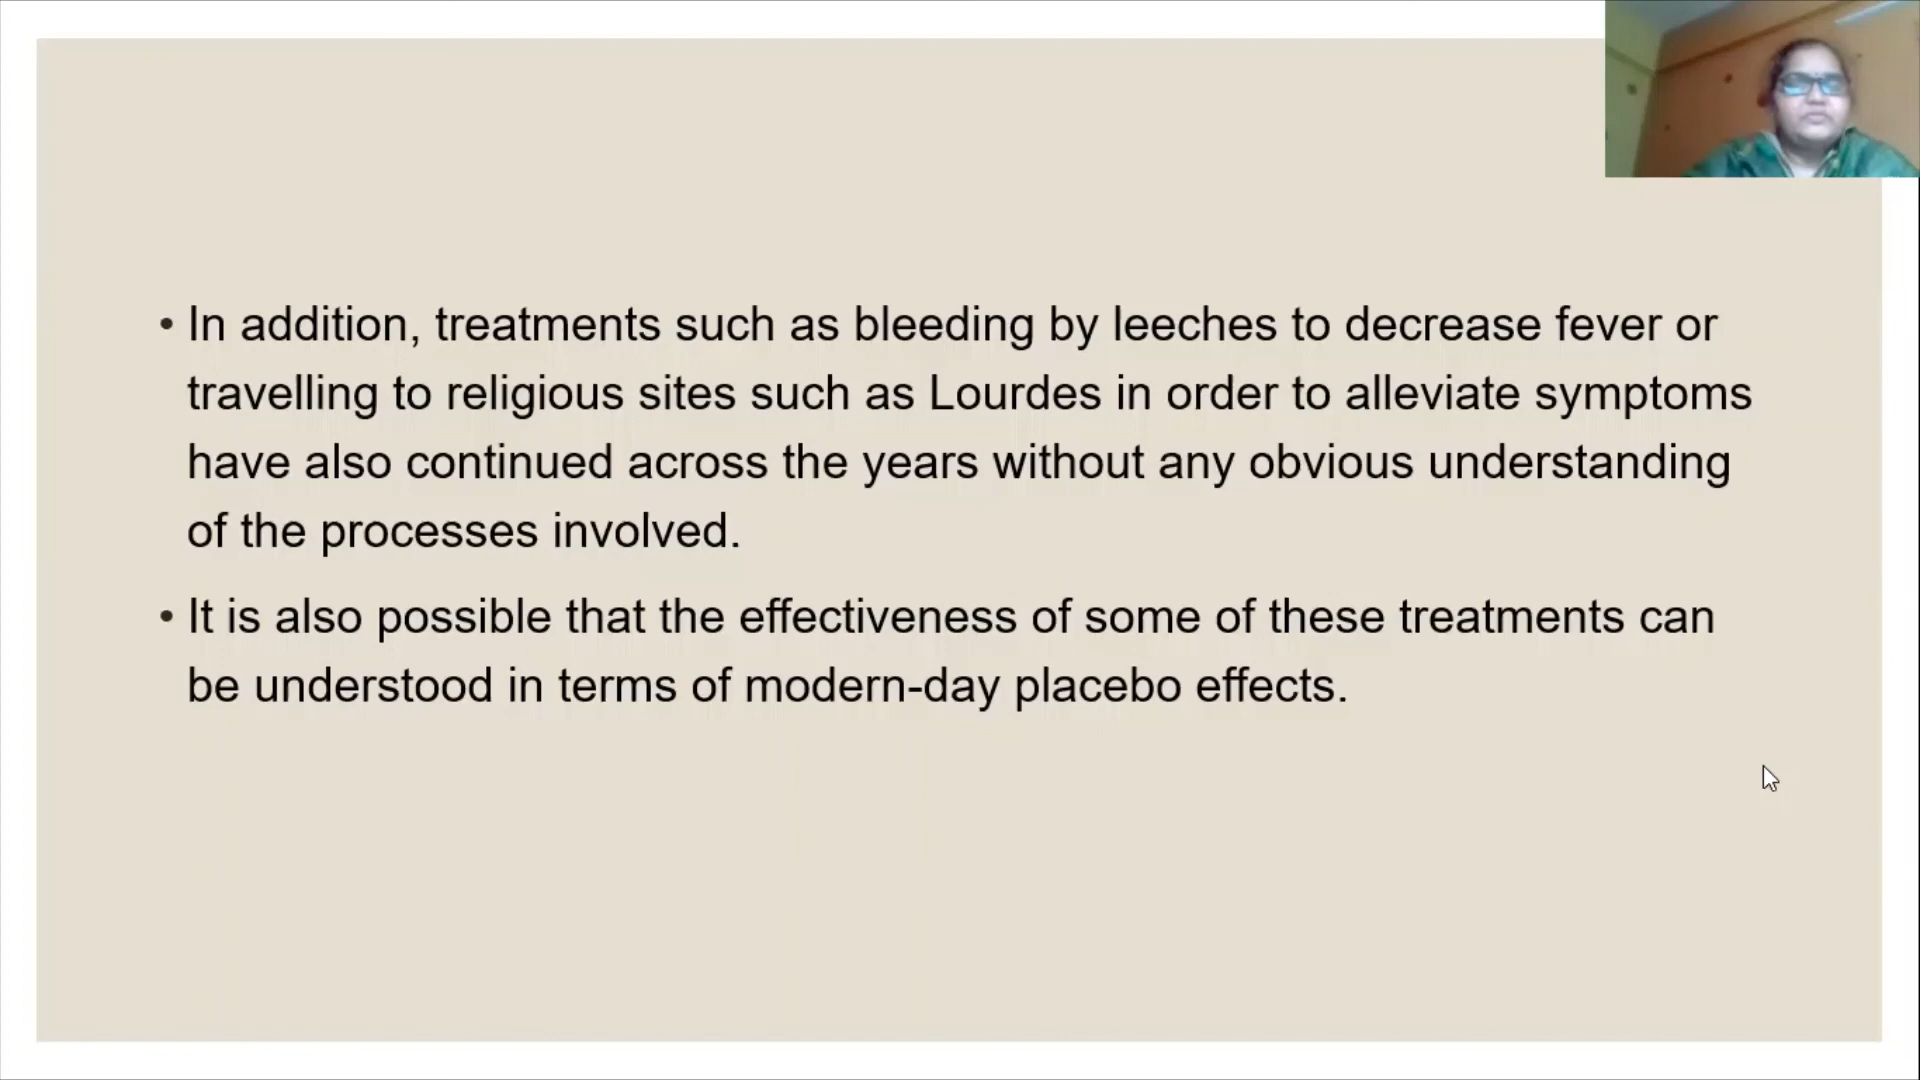 • In addition, treatments such as bleeding by leeches to decrease fever or
travelling to religious sites such as Lourdes in order to alleviate symptoms
have also continued across the years without any obvious understanding
of the processes involved.
• It is also possible that the effectiveness of some of these treatments can
be understood in terms of modern-day placebo effects.